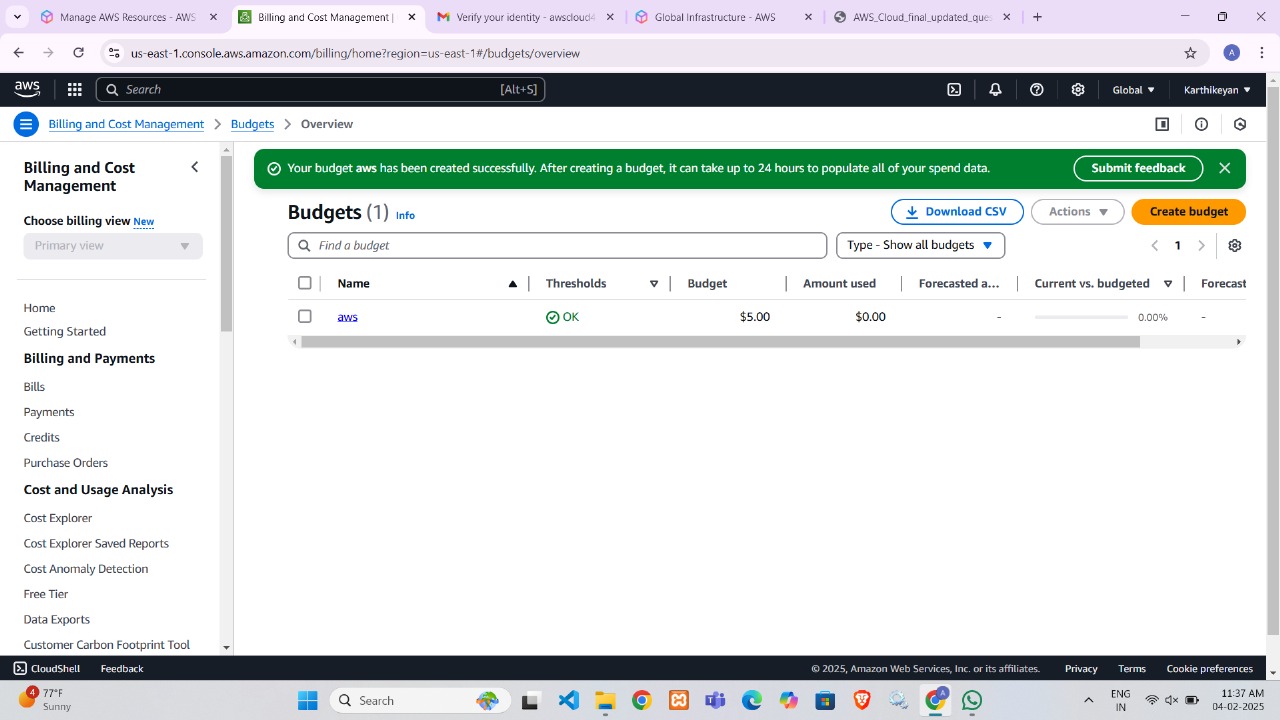 Manage AWS Resources - AWS
Billing and Cost Management |
Verify your identity - awscloud4
Global Infrastructure - AWS
AWS_Cloud_final_updated_que
us-east-1.console.aws.amazon.com/billing/home?region=us-east-1#/budgets/overview
A
aws
Search
[Alt+S]
Global
Karthikeyan
Billing and Cost Management
Budgets
Overview
Billing and Cost
Management
Choose billing view New
Primary view
Home
Getting Started
Billing and Payments
Bills
Payments
Credits
Purchase Orders
Cost and Usage Analysis
Cost Explorer
Cost Explorer Saved Reports
Cost Anomaly Detection
Free Tier
Data Exports
Customer Carbon Footprint Tool
Your budget aws has been created successfully. After creating a budget, it can take up to 24 hours to populate all of your spend data.
Submit feedback
Budgets (1) Info
Download CSV
Actions
Create budget
Find a budget
Type - Show all budgets
1
Name
Thresholds
Budget
Amount used
Forecasted a...
Current vs. budgeted
Forecast
aws
OK
$5.00
$0.00
-
0.00%
-
CloudShell
Feedback
© 2025, Amazon Web Services, Inc. or its affiliates.
Privacy
Terms
Cookie preferences
4
77°F
Sunny
Search
A
ENG
IN
11:37 AM
04-02-2025